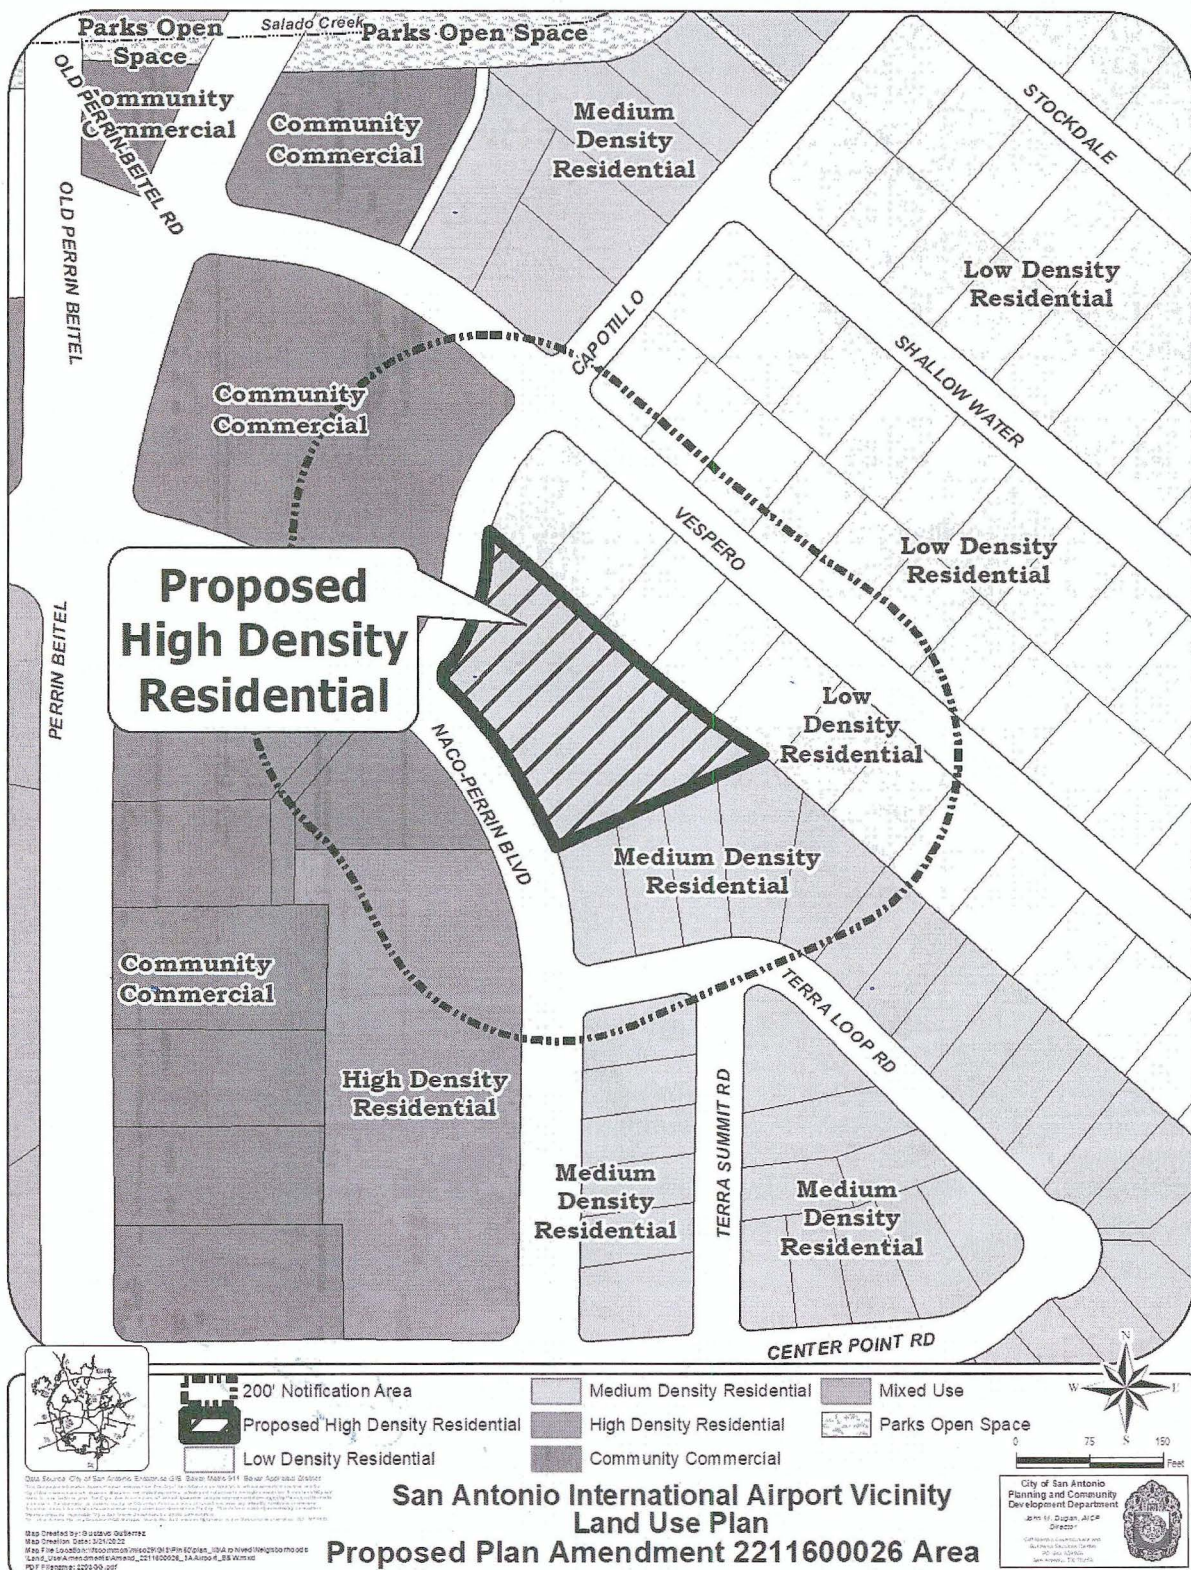 Parks Open
Space
Salado Creek
Parks Open Space
OLD PERRIN-BEITEL RD
Community
Commercial
Community
Commercial
Medium
Density
Residential
STOCKDALE
OLD PERRIN BEITEL
Low Density
Residential
CAPOTILLO
SHALLOW WATER
Community
Commercial
VESPERO
Low Density
Residential
Proposed
High Density
Residential
PERRIN BEITEL
Low
Density
Residential
NACO-PERRIN BLVD
Medium Density
Residential
Community
Commercial
TERRA LOOP RD
High Density
Residential
TERRA SUMMIT RD
Medium
Density
Residential
Medium
Density
Residential
CENTER POINT RD
N
W
S
200' Notification Area
Proposed High Density Residential
Low Density Residential
Medium Density Residential
High Density Residential
Community Commercial
Mixed Use
Parks Open Space
0 75 150
Feet
San Antonio International Airport Vicinity
Land Use Plan
Proposed Plan Amendment 2211600026 Area
Map Created by: Gustavo Gutierrez
Map Creation Date: 3/21/2022
City of San Antonio
Planning and Community
Development Department
Director